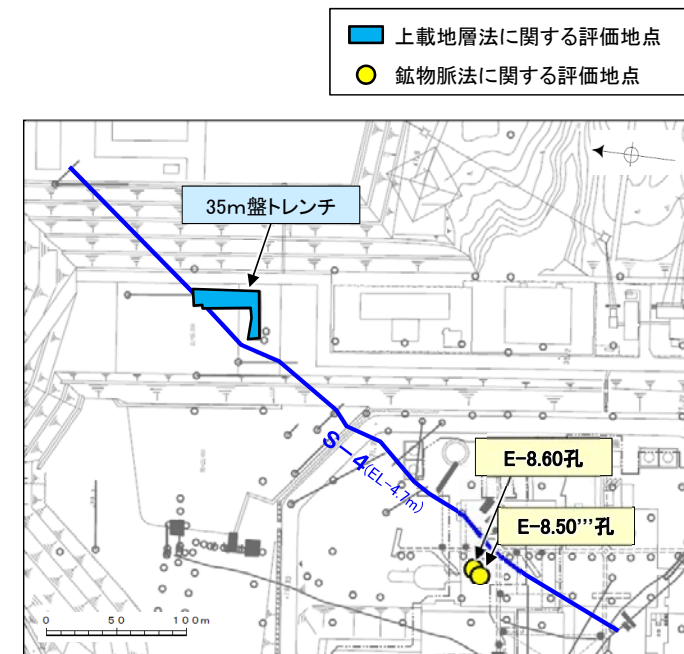 上載地層法に関する評価地点
鉱物脈法に関する評価地点
35m盤トレンチ
S-4(EL-4.7m)
E-8.60孔
E-8.50'''孔
0 50 100m